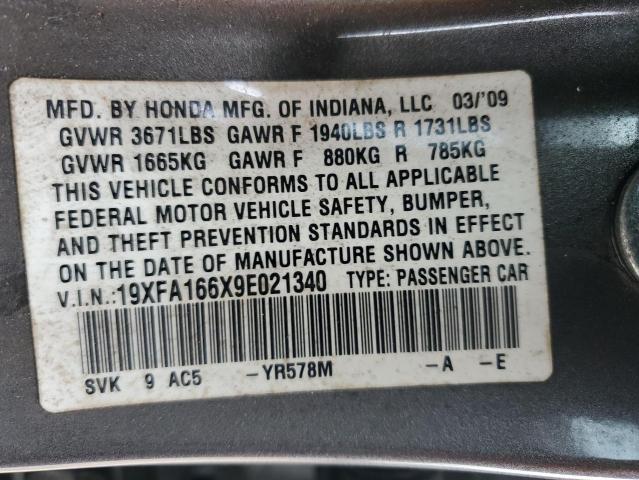 MFD. BY HONDA MFG. OF INDIANA, LLC 03/'09
GVWR 3671LBS GAWR F 1940LBS R 1731LBS
GVWR 1665KG GAWR F 880KG R 785KG
THIS VEHICLE CONFORMS TO ALL APPLICABLE
FEDERAL MOTOR VEHICLE SAFETY, BUMPER,
AND THEFT PREVENTION STANDARDS IN EFFECT
ON THE DATE OF MANUFACTURE SHOWN ABOVE.
V.I.N.:19XFA166X9E021340 TYPE: PASSENGER CAR
SVK 9 AC5 -YR578M -A -E